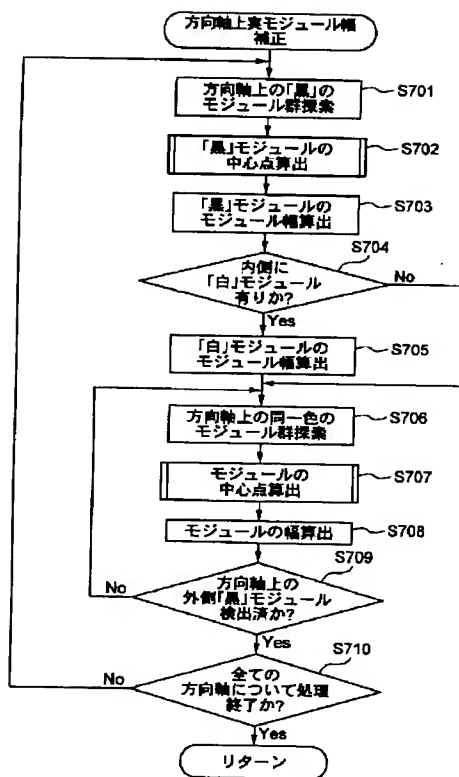 方向軸上実モジュール幅
補正
方向軸上の「黒」の
モジュール群探索
S701
「黒」モジュールの
中心点算出
S702
「黒」モジュールの
モジュール幅算出
S703
S704
内側に
「白」モジュール
有りか?
No
Yes
「白」モジュールの
モジュール幅算出
S705
方向軸上の同一色の
モジュール群探索
S706
モジュールの
中心点算出
S707
モジュールの幅算出
S708
S709
方向軸上の
外側「黒」モジュール
検出済か?
No
Yes
S710
全ての
方向軸について処理
終了か?
No
Yes
リターン